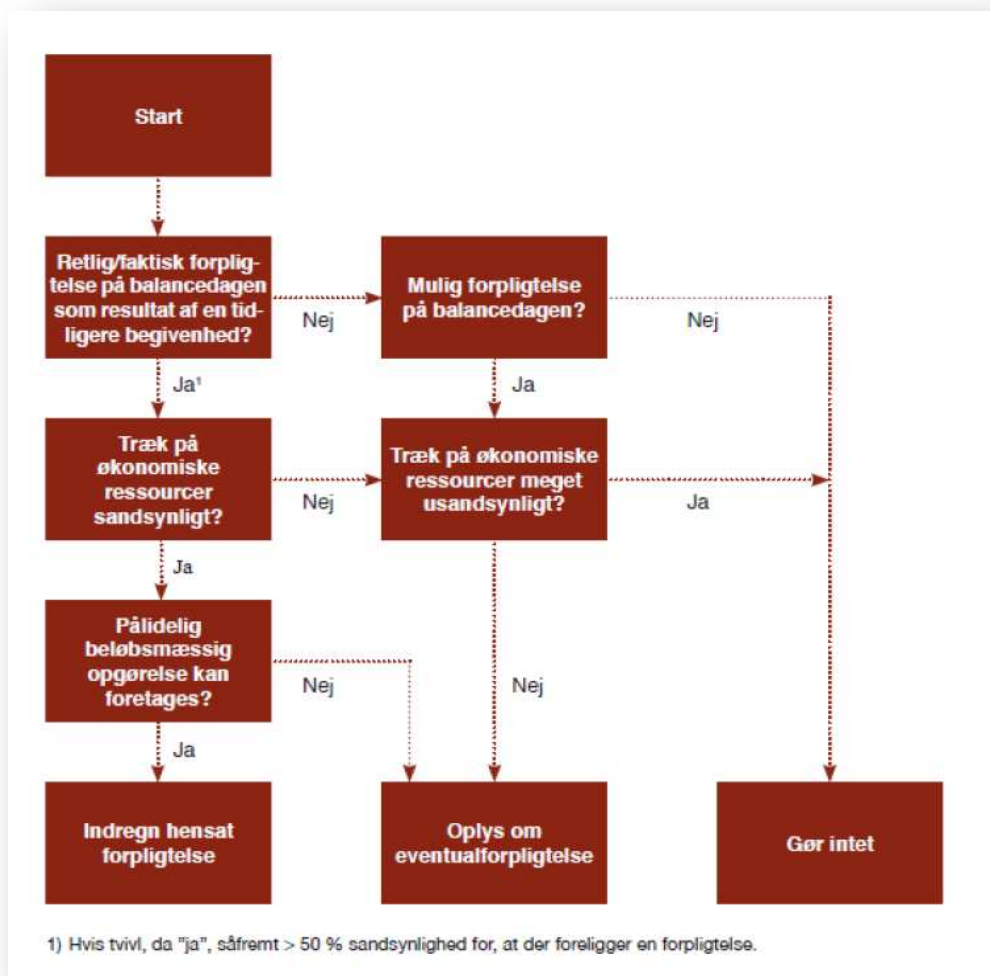 Start
Retlig/faktisk forplig-
telse på balancedagen
som resultat af en tid-
ligere begivenhed?
Nej
Mulig forpligtelse
på balancedagen?
Nej
Ja¹
Ja
Træk på
økonomiske
ressourcer
sandsynligt?
Nej
Træk på økonomiske
ressourcer meget
usandsynligt?
Ja
Ja
Pålidelig
beløbsmæssig
opgørelse kan
foretages?
Nej
Nej
Ja
Indregn hensat
forpligtelse
Oplys om
eventualforpligtelse
Gør intet
1) Hvis tvivl, da "ja", såfremt > 50 % sandsynlighed for, at der foreligger en forpligtelse.